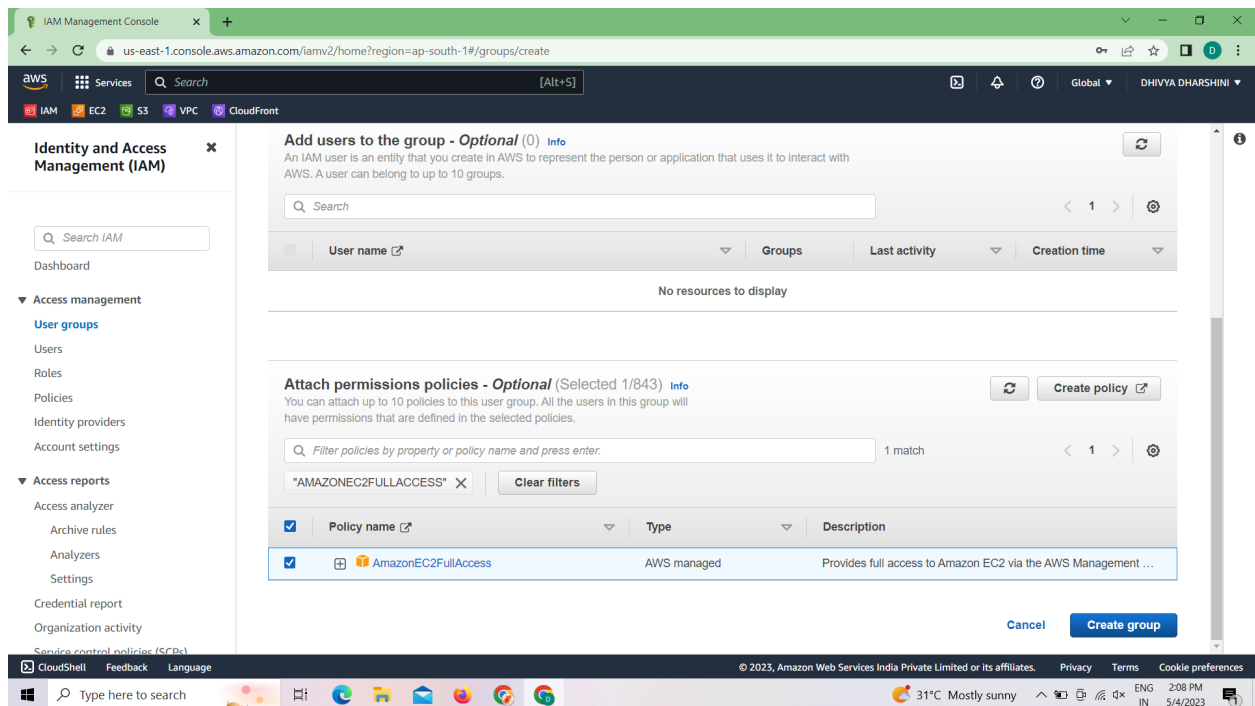 IAM Management Console
us-east-1.console.aws.amazon.com/iamv2/home?region=ap-south-1#/groups/create
D
aws
Services
Search
[Alt+S]
Global
DHIVYA DHARSHINI
IAM
EC2
S3
VPC
CloudFront
Identity and Access
Management (IAM)
Search IAM
Dashboard
Access management
User groups
Users
Roles
Policies
Identity providers
Account settings
Access reports
Access analyzer
Archive rules
Analyzers
Settings
Credential report
Organization activity
Service control policies (SCPs)
Add users to the group - Optional (0) Info
An IAM user is an entity that you create in AWS to represent the person or application that uses it to interact with
AWS. A user can belong to up to 10 groups.
Search
1
User name
Groups
Last activity
Creation time
No resources to display
Attach permissions policies - Optional (Selected 1/843) Info
You can attach up to 10 policies to this user group. All the users in this group will
have permissions that are defined in the selected policies.
Create policy
Filter policies by property or policy name and press enter.
1 match
1
"AMAZONEC2FULLACCESS"
Clear filters
Policy name
Type
Description
AmazonEC2FullAccess
AWS managed
Provides full access to Amazon EC2 via the AWS Management ...
Cancel
Create group
CloudShell
Feedback
Language
© 2023, Amazon Web Services India Private Limited or its affiliates.
Privacy
Terms
Cookie preferences
Type here to search
31°C Mostly sunny
ENG
IN
2:08 PM
5/4/2023
1